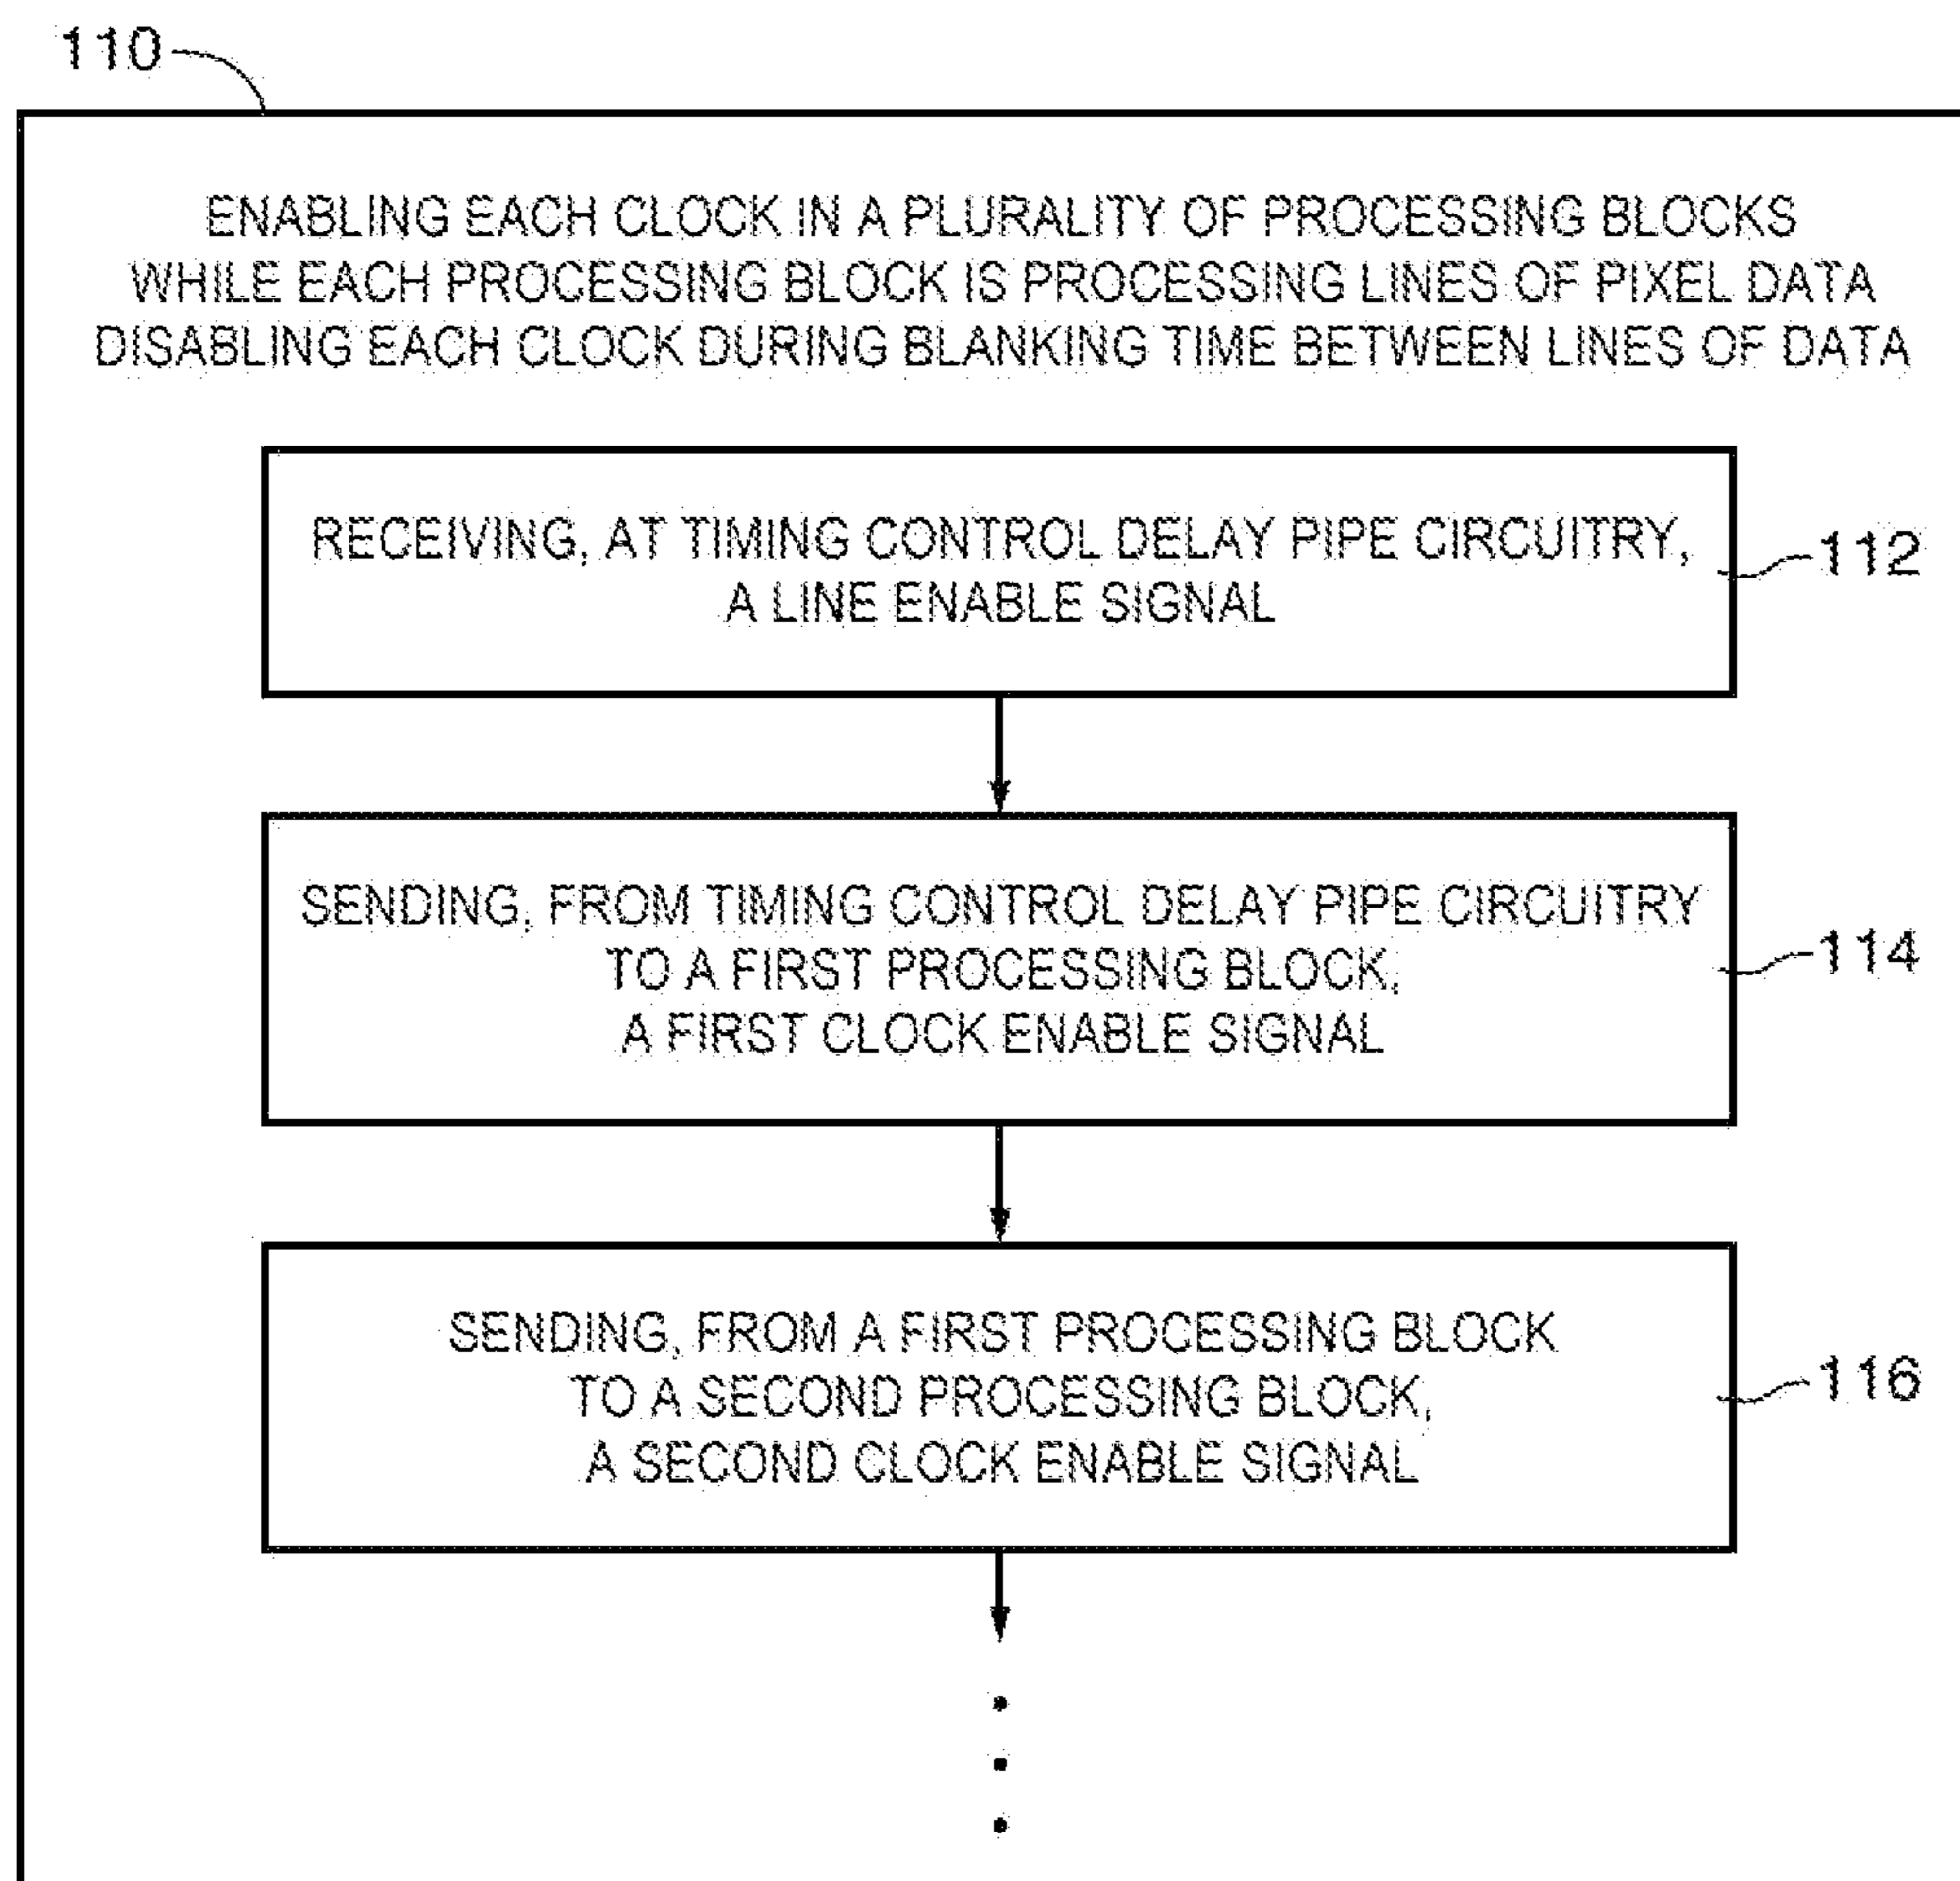 110
ENABLING EACH CLOCK IN A PLURALITY OF PROCESSING BLOCKS
WHILE EACH PROCESSING BLOCK IS PROCESSING LINES OF PIXEL DATA
DISABLING EACH CLOCK DURING BLANKING TIME BETWEEN LINES OF DATA
RECEIVING, AT TIMING CONTROL DELAY PIPE CIRCUITRY,
A LINE ENABLE SIGNAL
112
SENDING, FROM TIMING CONTROL DELAY PIPE CIRCUITRY
TO A FIRST PROCESSING BLOCK,
A FIRST CLOCK ENABLE SIGNAL
114
SENDING, FROM A FIRST PROCESSING BLOCK
TO A SECOND PROCESSING BLOCK,
A SECOND CLOCK ENABLE SIGNAL
116